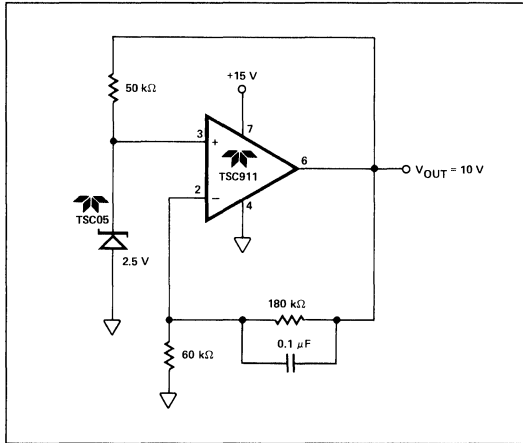 50 kΩ
+15 V
7
3
+
TSC911
6
VOUT = 10 V
2
−
4
TSC05
2.5 V
180 kΩ
0.1 μF
60 kΩ